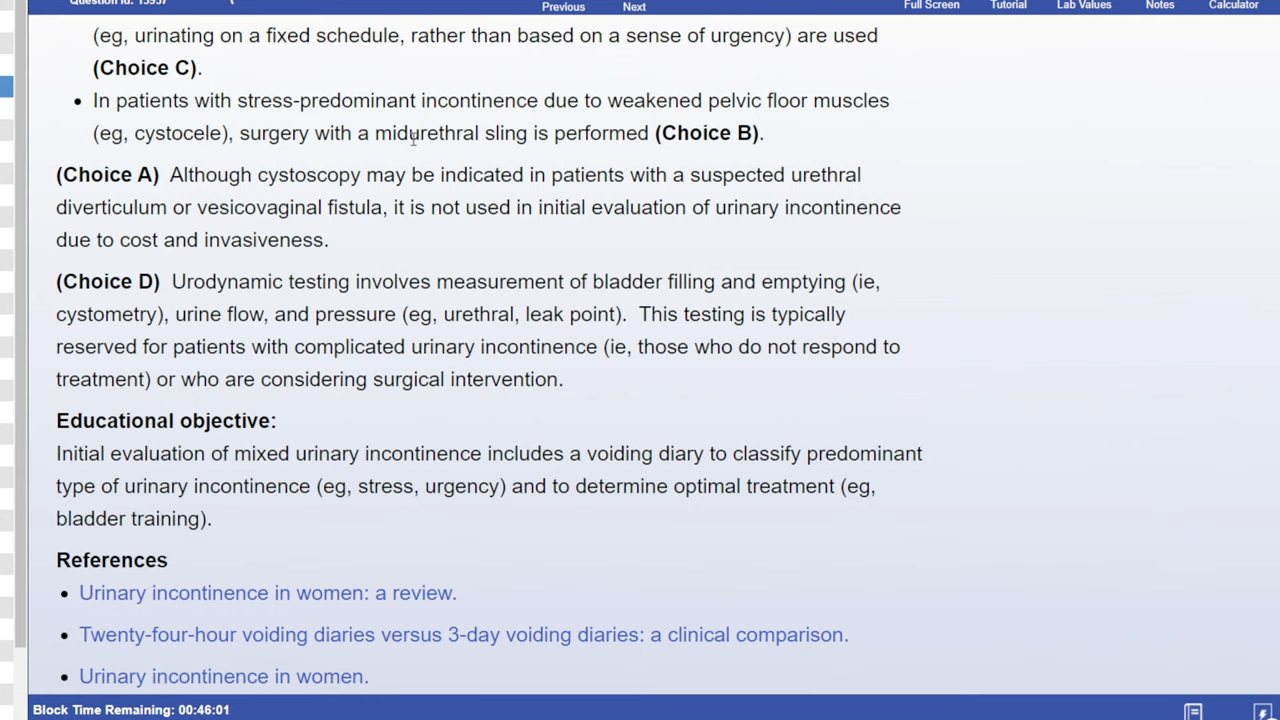 Question Id: 15957
Previous
Next
Full Screen
Tutorial
Lab Values
Notes
Calculator
(eg, urinating on a fixed schedule, rather than based on a sense of urgency) are used
(Choice C).
• In patients with stress-predominant incontinence due to weakened pelvic floor muscles
(eg, cystocele), surgery with a midurethral sling is performed (Choice B).
(Choice A)  Although cystoscopy may be indicated in patients with a suspected urethral
diverticulum or vesicovaginal fistula, it is not used in initial evaluation of urinary incontinence
due to cost and invasiveness.
(Choice D)  Urodynamic testing involves measurement of bladder filling and emptying (ie,
cystometry), urine flow, and pressure (eg, urethral, leak point).  This testing is typically
reserved for patients with complicated urinary incontinence (ie, those who do not respond to
treatment) or who are considering surgical intervention.
Educational objective:
Initial evaluation of mixed urinary incontinence includes a voiding diary to classify predominant
type of urinary incontinence (eg, stress, urgency) and to determine optimal treatment (eg,
bladder training).
References
• Urinary incontinence in women: a review.
• Twenty-four-hour voiding diaries versus 3-day voiding diaries: a clinical comparison.
• Urinary incontinence in women.
Block Time Remaining: 00:46:01